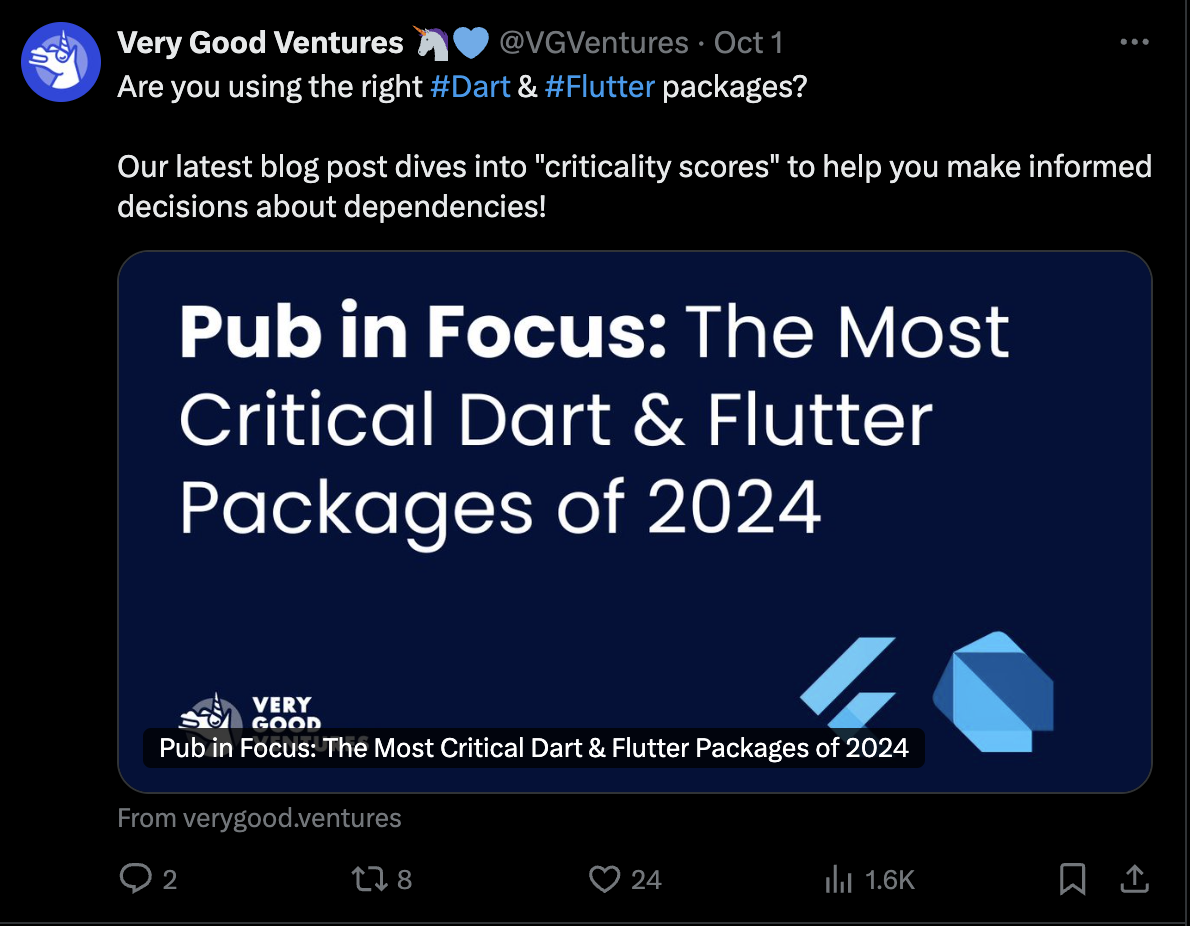 Very Good Ventures 🦄💙 @VGVentures · Oct 1
Are you using the right #Dart & #Flutter packages?
Our latest blog post dives into "criticality scores" to help you make informed
decisions about dependencies!
Pub in Focus: The Most
Critical Dart & Flutter
Packages of 2024
VERY
GOOD
VENTURES
Pub in Focus: The Most Critical Dart & Flutter Packages of 2024
From verygood.ventures
2 8 24 1.6K